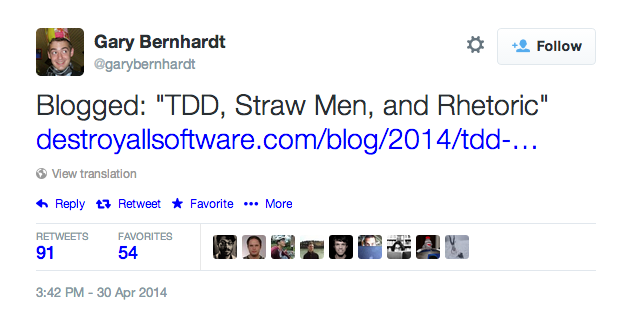 Gary Bernhardt
@garybernhardt
Follow
Blogged: "TDD, Straw Men, and Rhetoric"
destroyallsoftware.com/blog/2014/tdd-...
View translation
Reply Retweet Favorite ••• More
RETWEETS FAVORITES
91 54
3:42 PM - 30 Apr 2014